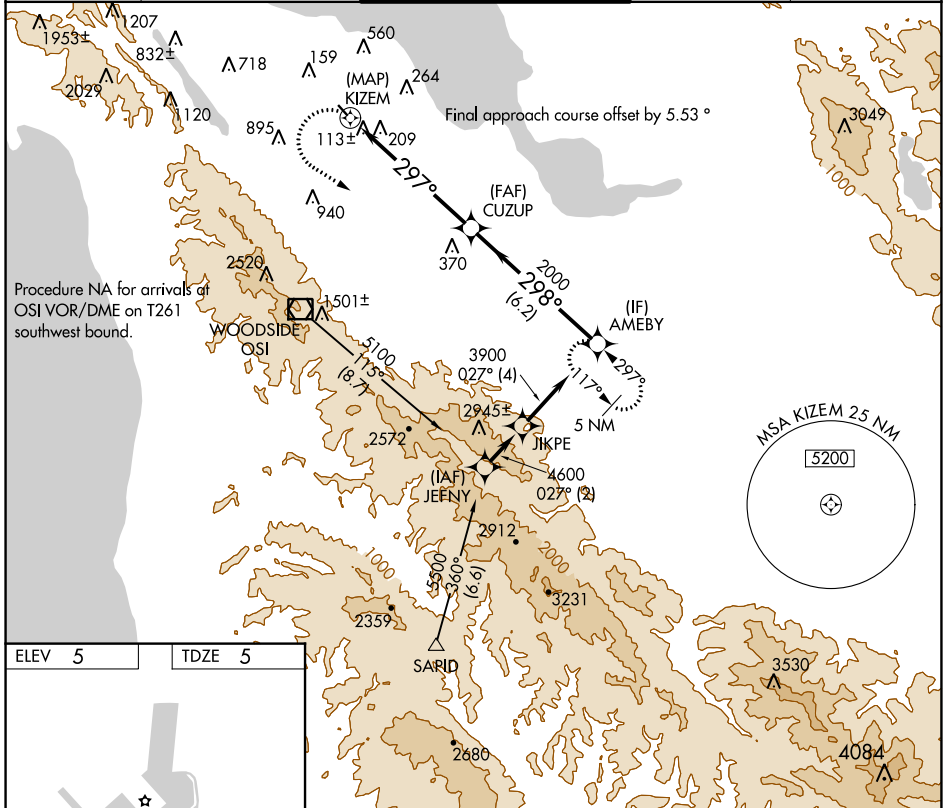 1207
1953±
832±
560
718
159
2029
(MAP)
KIZEM
264
1120
Final approach course offset by 5.53 °
3049
895
113±
209
1000
297°
(FAF)
CUZUP
940
370
2520
2000
298°
(6.2)
Procedure NA for arrivals at
OSI VOR/DME on T261
southwest bound.
1501±
(IF)
AMEBY
WOODSIDE
OSI
5100
115°
(8.7)
3900
027° (4)
117°
297°
5 NM
2945±
MSA KIZEM 25 NM
5200
2572
JIKPE
(IAF)
JEFNY
4600
027° (2)
2912
2000
1000
5500
360°
(6.6)
3231
2359
SAPID
ELEV 5
TDZE 5
3530
2680
4084